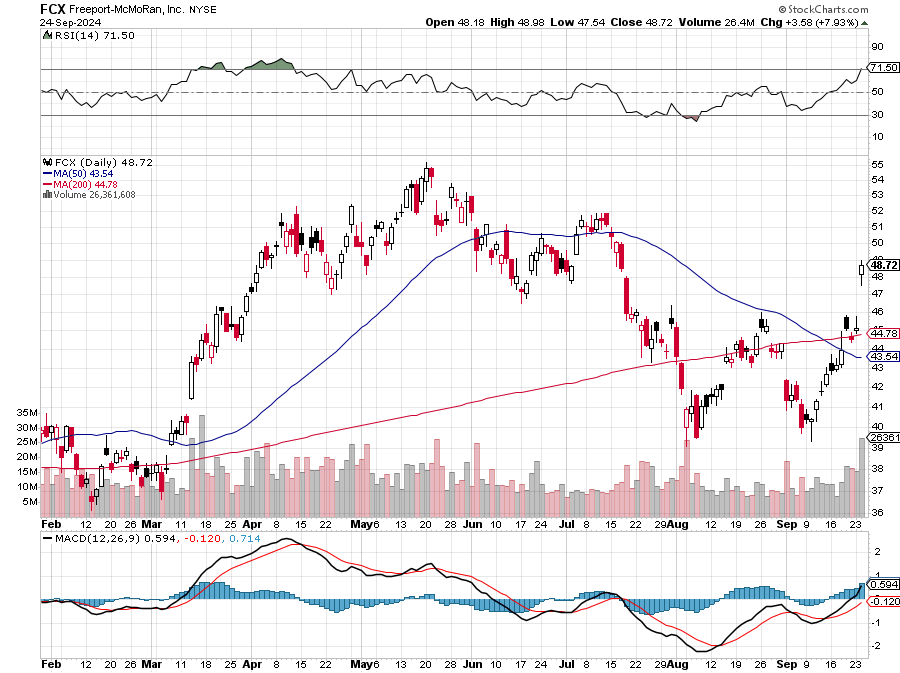 FCX Freeport-McMoRan, Inc. NYSE
© StockCharts.com
24-Sep-2024
Open 48.18 High 48.98 Low 47.54 Close 48.72 Volume 26.4M Chg +3.58 (+7.93%)
RSI(14) 71.50
90
71.50
50
30
10
FCX (Daily) 48.72
MA(50) 43.54
MA(200) 44.78
Volume 26,361,608
55
54
53
52
51
50
48.72
48
47
46
45
44.78
44
43.54
43
42
41
40
26361
39
38
37
36
35M
30M
25M
20M
15M
10M
5M
Feb 12 20 26 Mar 11 18 25 Apr 8 15 22 May 6 13 20 28 Jun 10 17 24 Jul 8 15 22 29 Aug 12 19 26 Sep 9 16 23
MACD(12,26,9) 0.594, -0.120, 0.714
2
1
0.594
-0.120
-1
-2
Feb 12 20 26 Mar 11 18 25 Apr 8 15 22 May 6 13 20 28 Jun 10 17 24 Jul 8 15 22 29 Aug 12 19 26 Sep 9 16 23